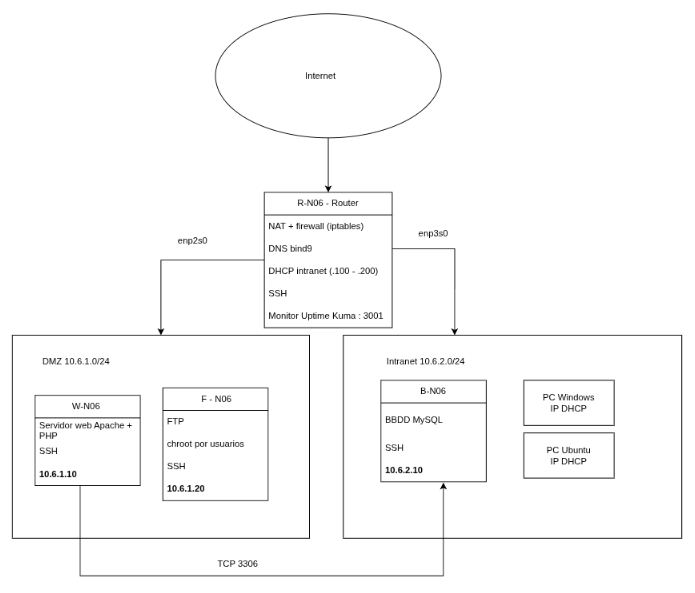 Internet
R-N06 - Router
NAT + firewall (iptables)
DNS bind9
DHCP intranet (.100 - .200)
SSH
Monitor Uptime Kuma : 3001
enp2s0
enp3s0
DMZ 10.6.1.0/24
W-N06
Servidor web Apache +
PHP
SSH
10.6.1.10
F - N06
FTP
chroot por usuarios
SSH
10.6.1.20
Intranet 10.6.2.0/24
B-N06
BBDD MySQL
SSH
10.6.2.10
PC Windows
IP DHCP
PC Ubuntu
IP DHCP
TCP 3306